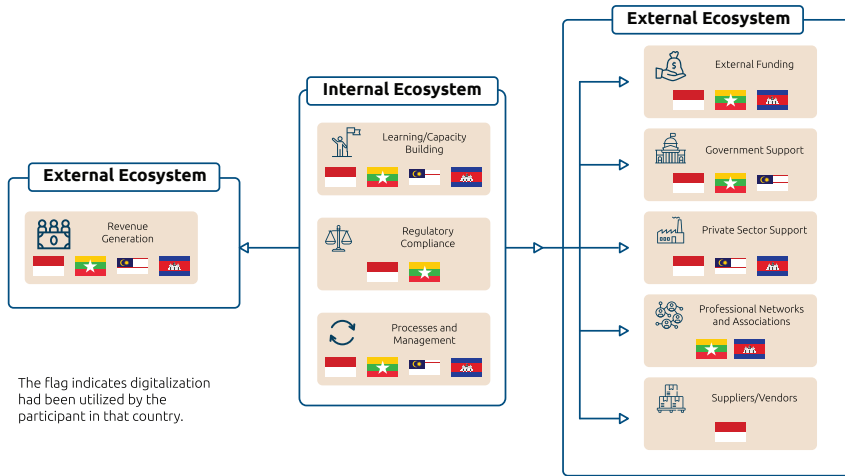 External Ecosystem
Revenue
Generation
The flag indicates digitalization
had been utilized by the
participant in that country.
Internal Ecosystem
Learning/Capacity
Building
Regulatory
Compliance
Processes and
Management
External Ecosystem
External Funding
Government Support
Private Sector Support
Professional Networks
and Associations
Suppliers/Vendors